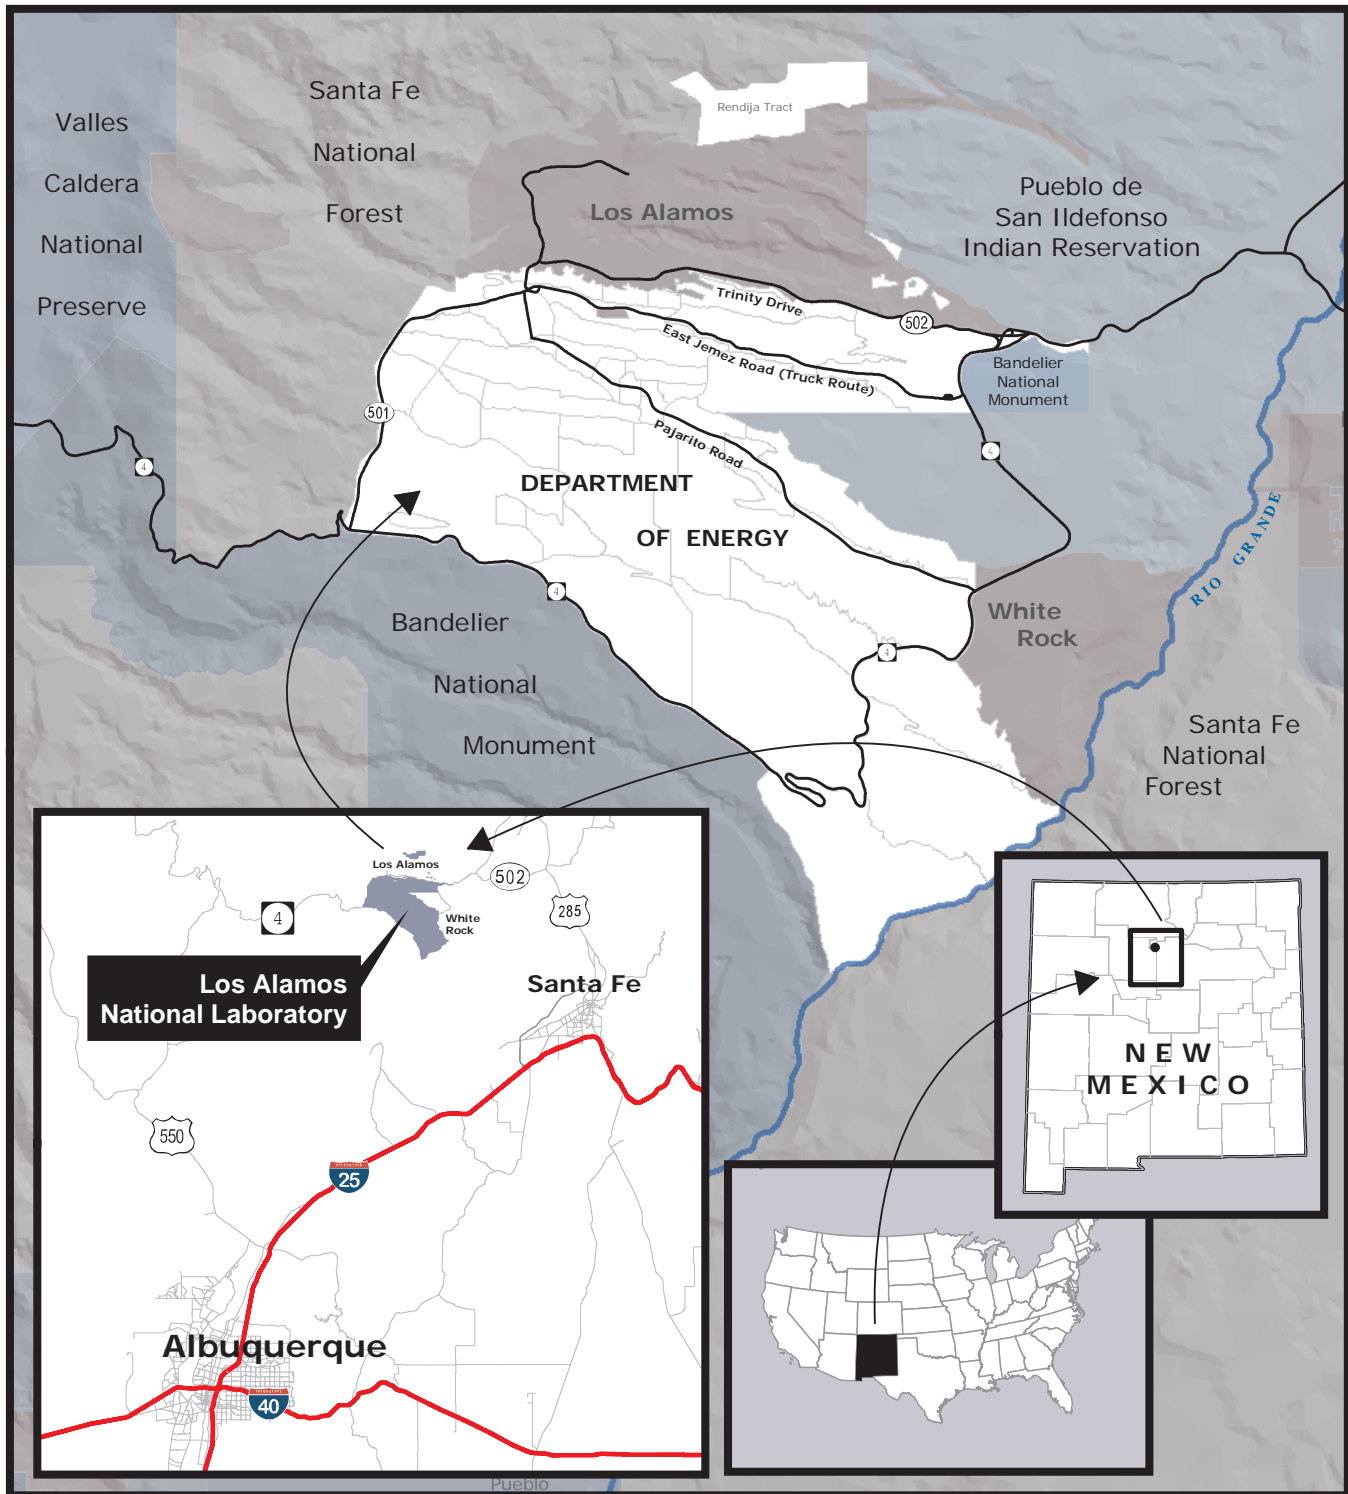 Santa Fe
National
Forest
Valles
Caldera
National
Preserve
Rendija Tract
Los Alamos
Pueblo de
San Ildefonso
Indian Reservation
Trinity Drive
502
East Jemez Road (Truck Route)
Bandelier
National
Monument
501
Pajarito Road
4
4
DEPARTMENT
OF ENERGY
RIO GRANDE
4
White
Rock
4
Bandelier
National
Monument
Santa Fe
National
Forest
Los Alamos
502
285
4
White
Rock
Los Alamos
National Laboratory
Santa Fe
550
INTERSTATE
25
Albuquerque
INTERSTATE
40
NEW
MEXICO
Pueblo